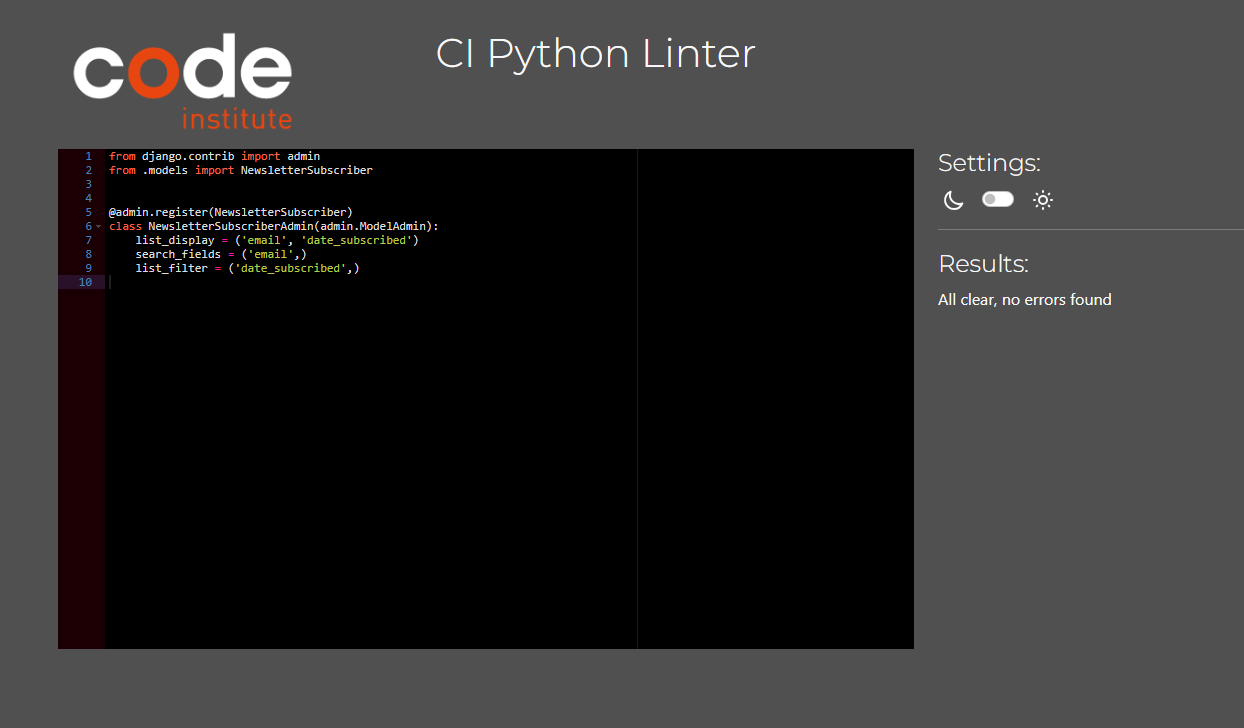 code
institute
CI Python Linter
1 from django.contrib import admin
2 from .models import NewsletterSubscriber
3
4
5 @admin.register(NewsletterSubscriber)
6 class NewsletterSubscriberAdmin(admin.ModelAdmin):
7     list_display = ('email', 'date_subscribed')
8     search_fields = ('email',)
9     list_filter = ('date_subscribed',)
10
Settings:
Results:
All clear, no errors found